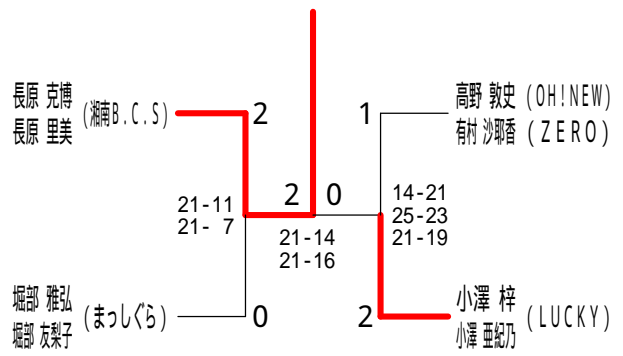 長原 克博
長原 里美
(湘南B.C.S)
2
1
高野 敦史 (OH!NEW)
有村 沙耶香 (ZERO)
21-11
21- 7
2 0
21-14
21-16
14-21
25-23
21-19
堀部 雅弘
堀部 友梨子
(まっしぐら)
0
2
小澤 梓
小澤 亜紀乃
(LUCKY)